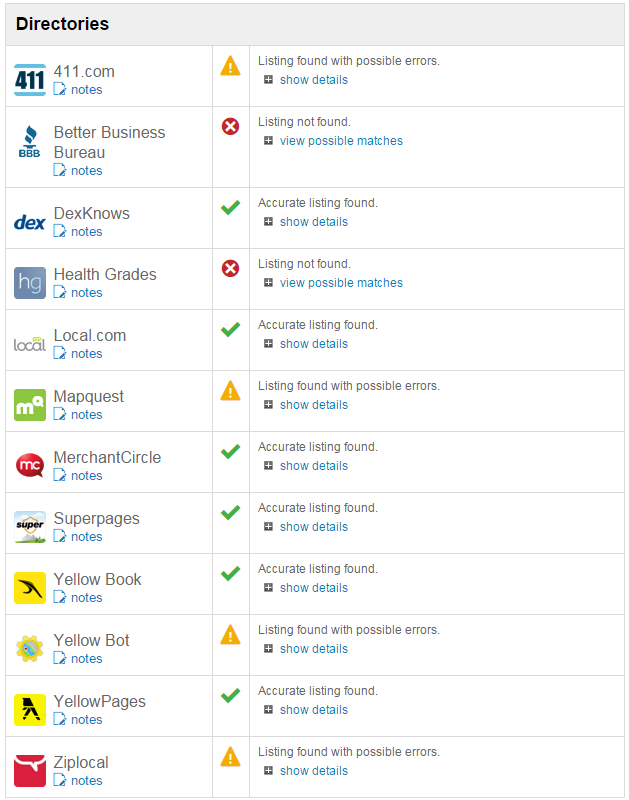 Directories
411
411.com
notes
Listing found with possible errors.
show details
BBB
Better Business
Bureau
notes
Listing not found.
view possible matches
dex
DexKnows
notes
Accurate listing found.
show details
hg
Health Grades
notes
Listing not found.
view possible matches
local
Local.com
notes
Accurate listing found.
show details
mq
Mapquest
notes
Listing found with possible errors.
show details
mc
MerchantCircle
notes
Accurate listing found.
show details
super
Superpages
notes
Accurate listing found.
show details
Yellow Book
notes
Accurate listing found.
show details
Yellow Bot
notes
Listing found with possible errors.
show details
YellowPages
notes
Accurate listing found.
show details
Ziplocal
notes
Listing found with possible errors.
show details